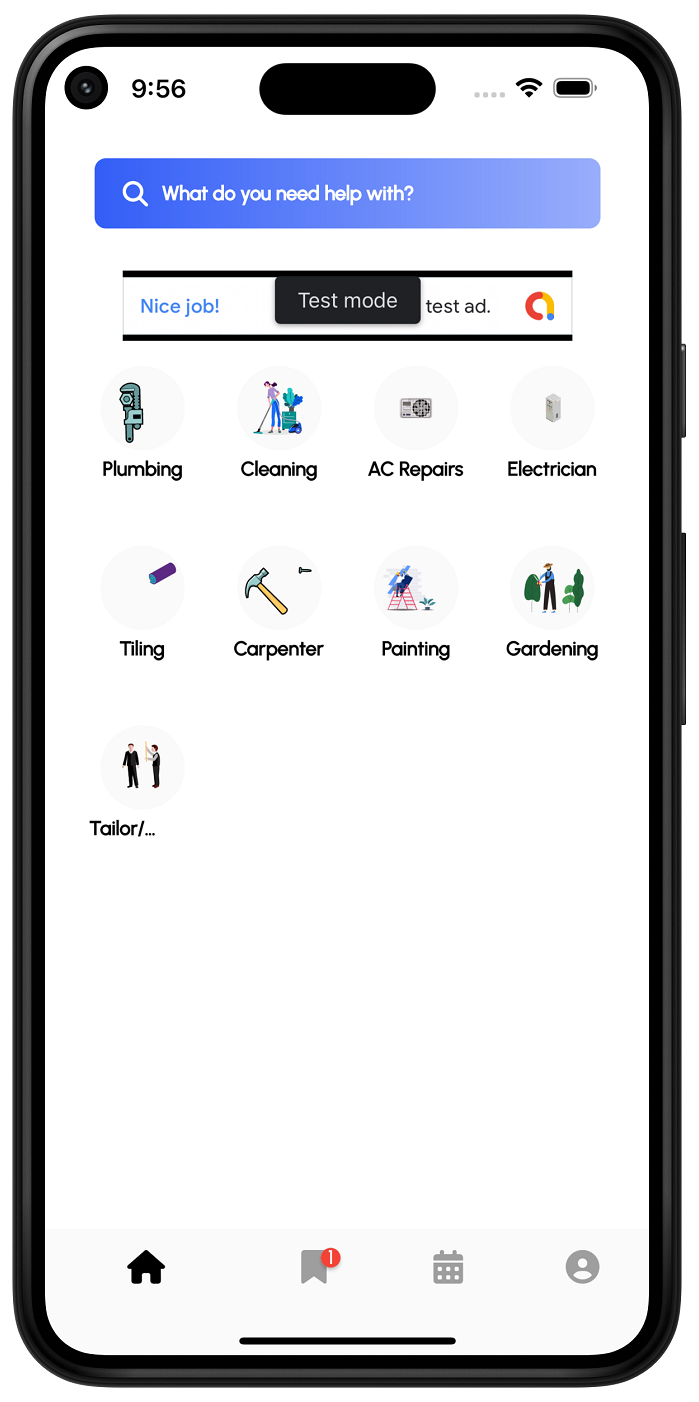 9:56
What do you need help with?
Nice job! Test mode test ad.
Plumbing Cleaning AC Repairs Electrician
Tiling Carpenter Painting Gardening
Tailor/...
1